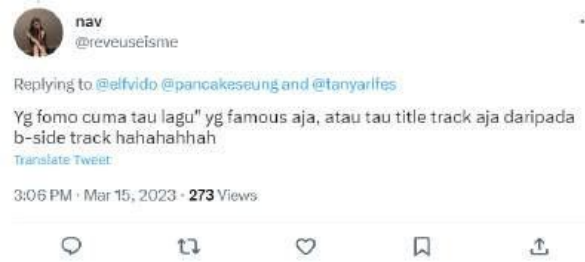 nav
@reveuseisme
Replying to @elfvido @pancakeseung and @tanyarlfes
Yg fomo cuma tau lagu" yg famous aja, atau tau title track aja daripada
b-side track hahahahhah
Translate Tweet
3:06 PM · Mar 15, 2023 · 273 Views